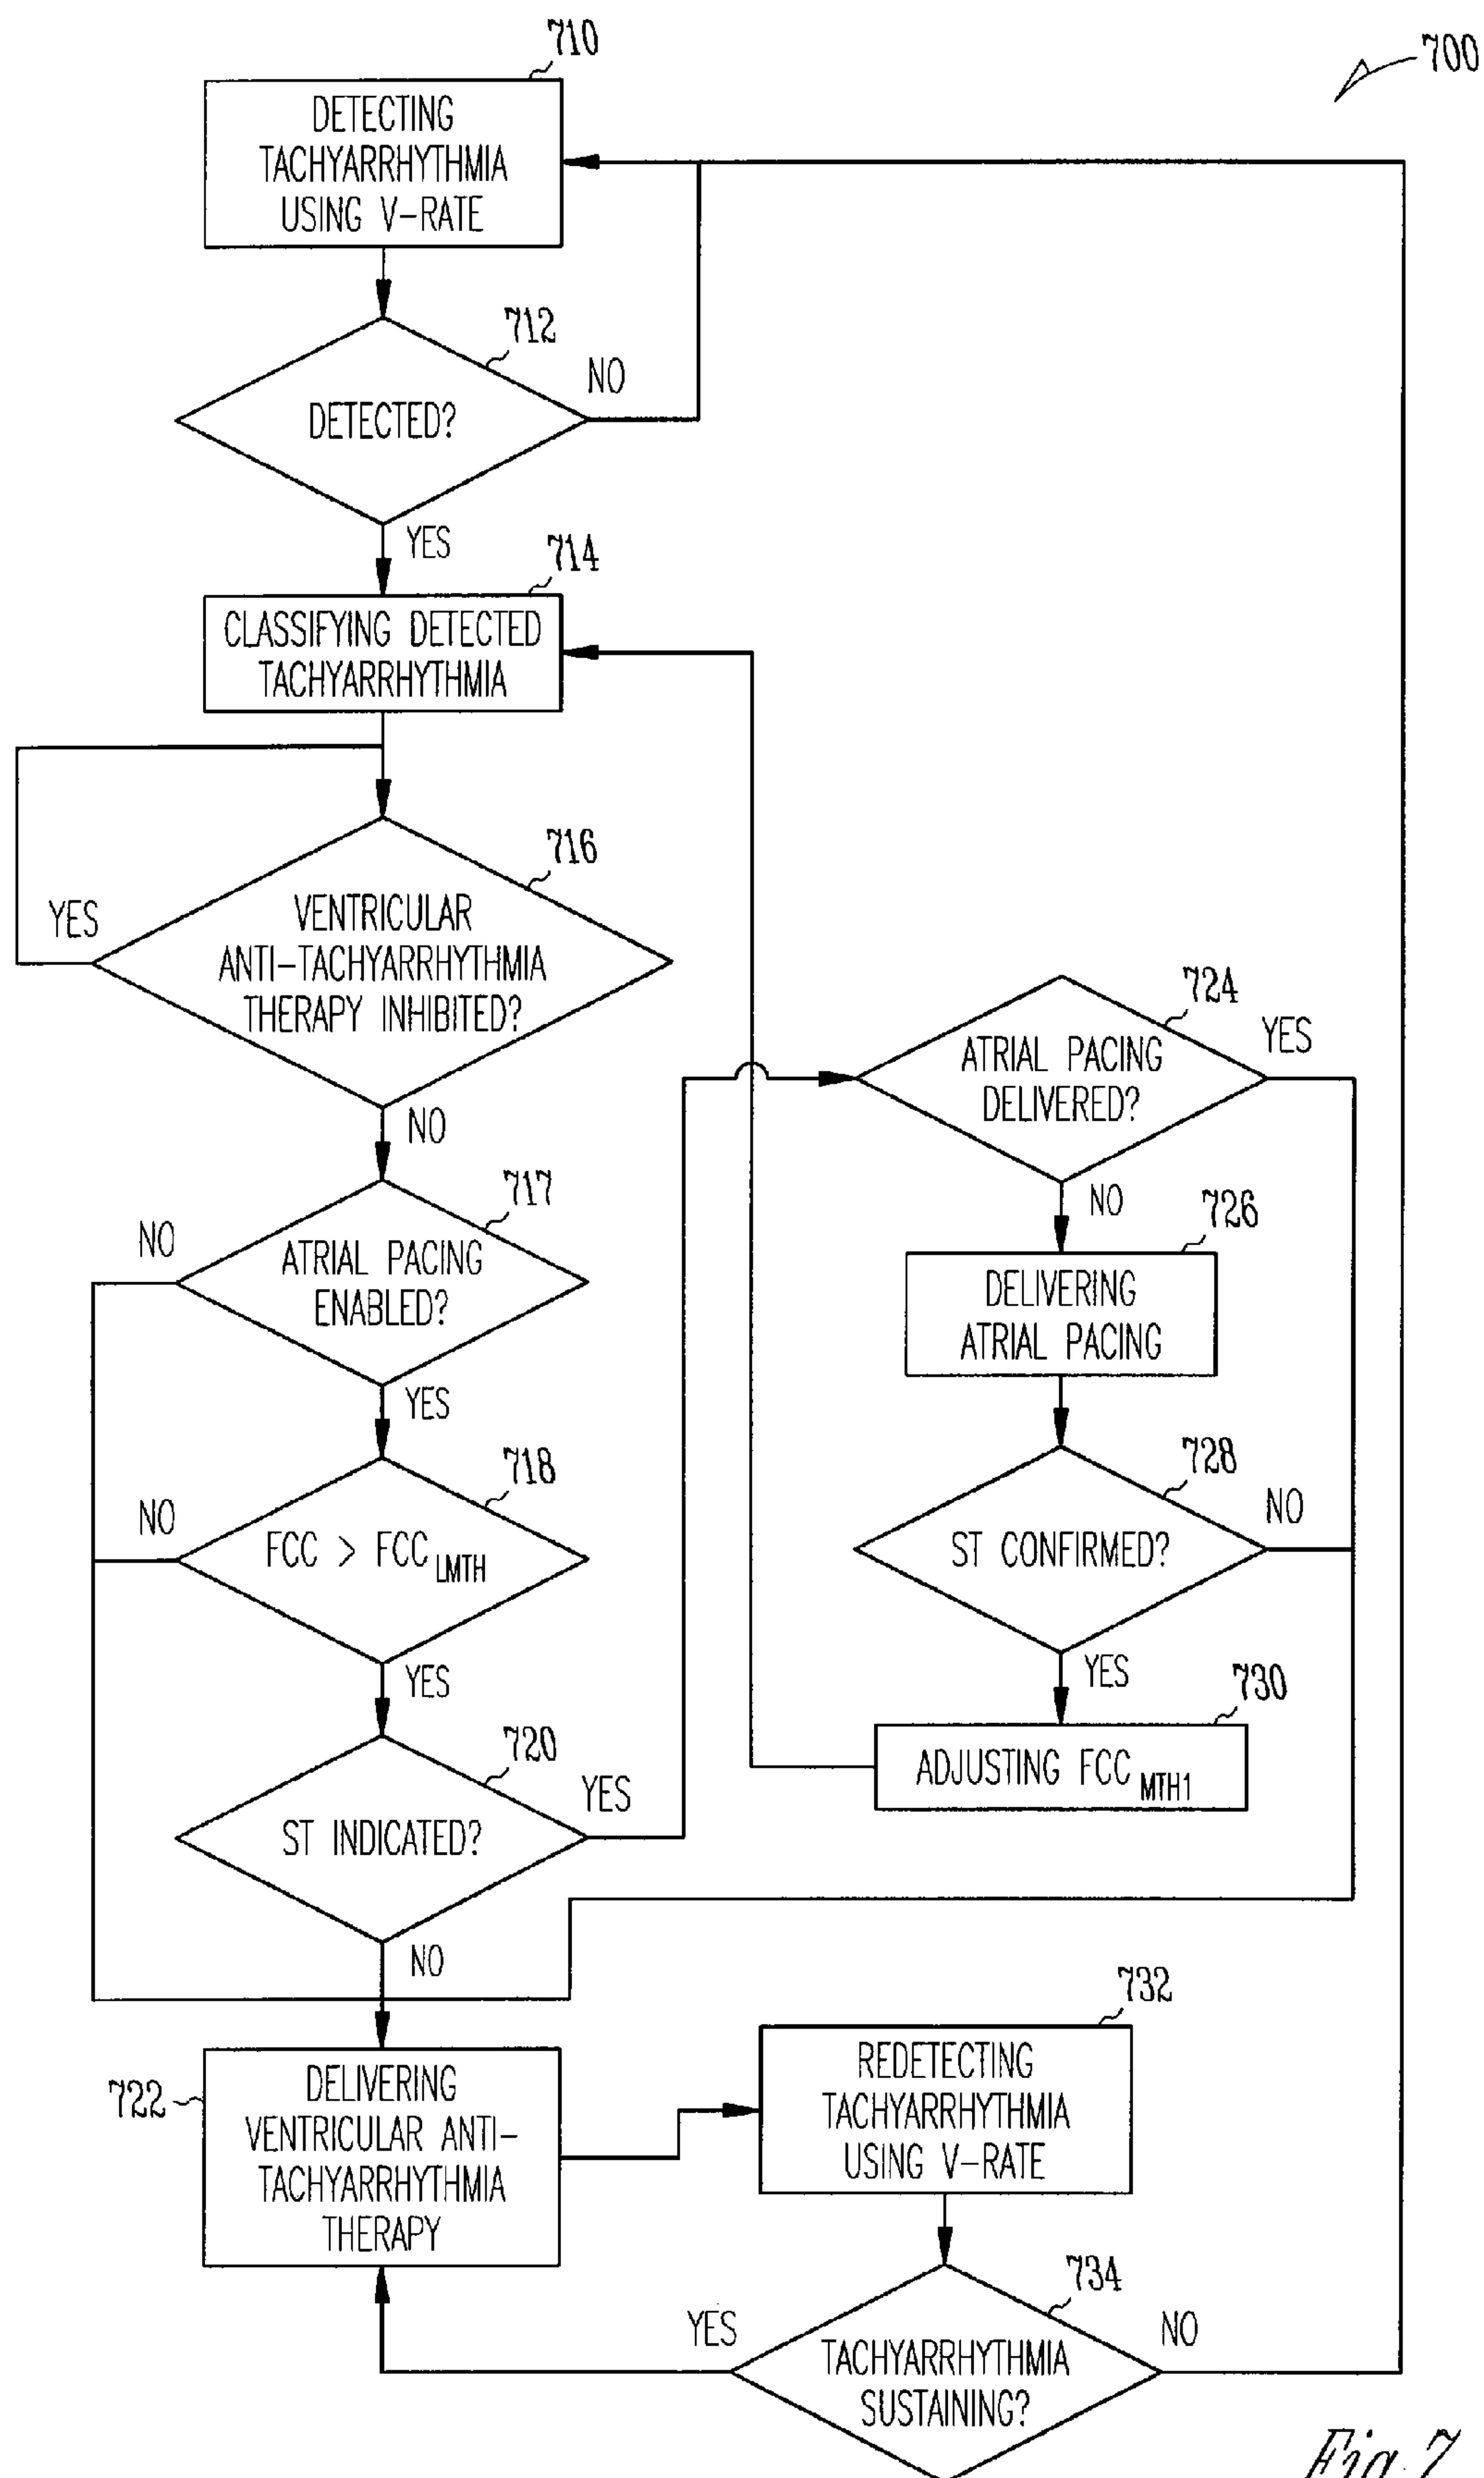 710
700
DETECTING
TACHYARRHYTHMIA
USING V-RATE
712
NO
DETECTED?
YES
714
CLASSIFYING DETECTED
TACHYARRHYTHMIA
716
YES
VENTRICULAR
ANTI-TACHYARRHYTHMIA
THERAPY INHIBITED?
NO
717
NO
ATRIAL PACING
ENABLED?
YES
718
NO
FCC > FCC LMTH
YES
720
YES
ST INDICATED?
NO
724
YES
ATRIAL PACING
DELIVERED?
NO
726
DELIVERING
ATRIAL PACING
728
NO
ST CONFIRMED?
YES
730
ADJUSTING FCC MTH1
722
DELIVERING
VENTRICULAR ANTI-
TACHYARRHYTHMIA
THERAPY
732
REDETECTING
TACHYARRHYTHMIA
USING V-RATE
734
YES
NO
TACHYARRHYTHMIA
SUSTAINING?
Fig. 7